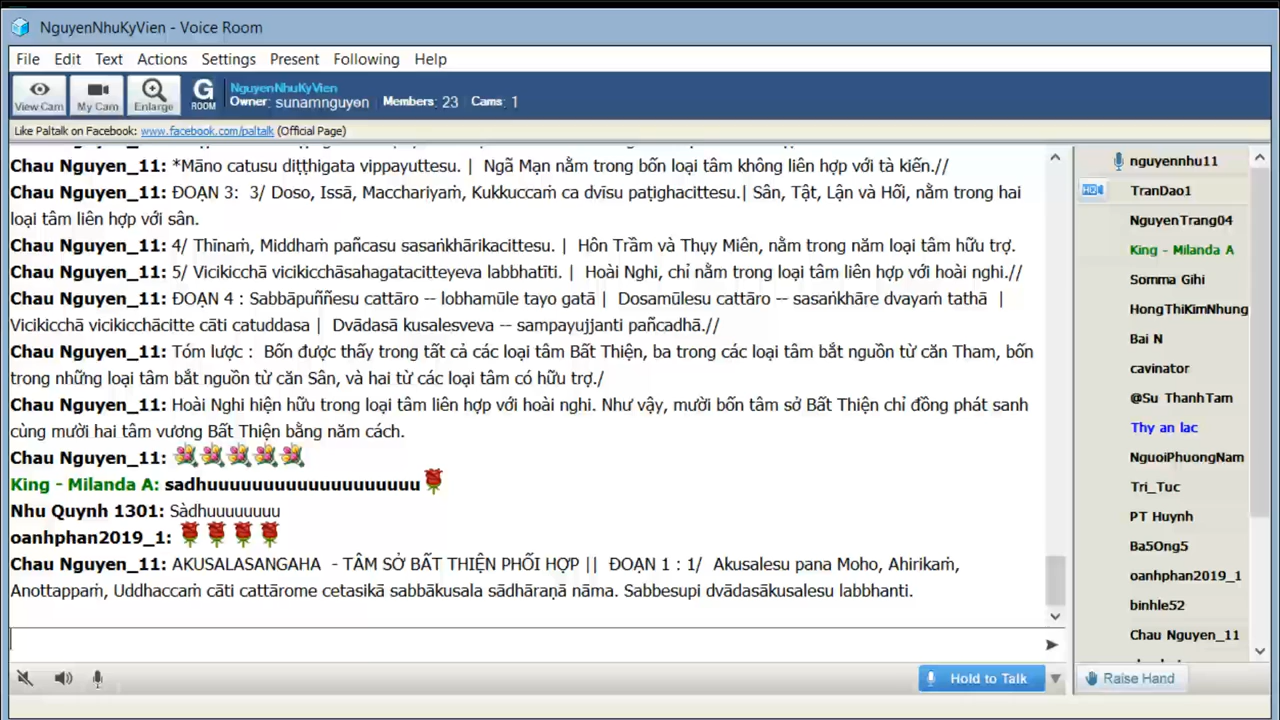 NguyenNhuKyVien - Voice Room
File Edit Text Actions Settings Present Following Help
View Cam My Cam Enlarge G ROOM
NguyenNhuKyVien
Owner: sunamnguyen Members: 23 Cams: 1
Like Paltalk on Facebook: www.facebook.com/paltalk (Official Page)
Chau Nguyen_11: *Māno catusu diṭṭhigata vippayuttesu. | Ngã Mạn nằm trong bốn loại tâm không liên hợp với tà kiến.//
Chau Nguyen_11: ĐOẠN 3: 3/ Doso, Issā, Macchariyaṁ, Kukkuccaṁ ca dvīsu paṭighacittesu.| Sân, Tật, Lận và Hối, nằm trong hai
loại tâm liên hợp với sân.
Chau Nguyen_11: 4/ Thīnaṁ, Middhaṁ pañcasu sasaṅkhārikacittesu. | Hôn Trầm và Thụy Miên, nằm trong năm loại tâm hữu trợ.
Chau Nguyen_11: 5/ Vicikicchā vicikicchāsahagatacitteyeva labbhatīti. | Hoài Nghi, chỉ nằm trong loại tâm liên hợp với hoài nghi.//
Chau Nguyen_11: ĐOẠN 4 : Sabbāpuññesu cattāro -- lobhamūle tayo gatā | Dosamūlesu cattāro -- sasaṅkhāre dvayaṁ tathā |
Vicikicchā vicikicchācitte cāti catuddasa | Dvādasā kusalesveva -- sampayujjanti pañcadhā.//
Chau Nguyen_11: Tóm lược : Bốn được thấy trong tất cả các loại tâm Bất Thiện, ba trong các loại tâm bắt nguồn từ căn Tham, bốn
trong những loại tâm bắt nguồn từ căn Sân, và hai từ các loại tâm có hữu trợ./
Chau Nguyen_11: Hoài Nghi hiện hữu trong loại tâm liên hợp với hoài nghi. Như vậy, mười bốn tâm sở Bất Thiện chỉ đồng phát sanh
cùng mười hai tâm vương Bất Thiện bằng năm cách.
Chau Nguyen_11:
King - Milanda A: sadhuuuuuuuuuuuuuuuuuuu
Nhu Quynh 1301: Sàdhuuuuuuuu
oanhphan2019_1:
Chau Nguyen_11: AKUSALASANGAHA - TÂM SỞ BẤT THIỆN PHỐI HỢP || ĐOẠN 1 : 1/ Akusalesu pana Moho, Ahirikaṁ,
Anottappaṁ, Uddhaccaṁ cāti cattārome cetasikā sabbākusala sādhāraṇā nāma. Sabbesupi dvādasākusalesu labbhanti.
Hold to Talk
nguyennhu11
TranDao1
NguyenTrang04
King - Milanda A
Somma Gihi
HongThiKimNhung
Bai N
cavinator
@Su ThanhTam
Thy an lac
NguoiPhuongNam
Tri_Tuc
PT Huynh
Ba5Ong5
oanhphan2019_1
binhle52
Chau Nguyen_11
Raise Hand